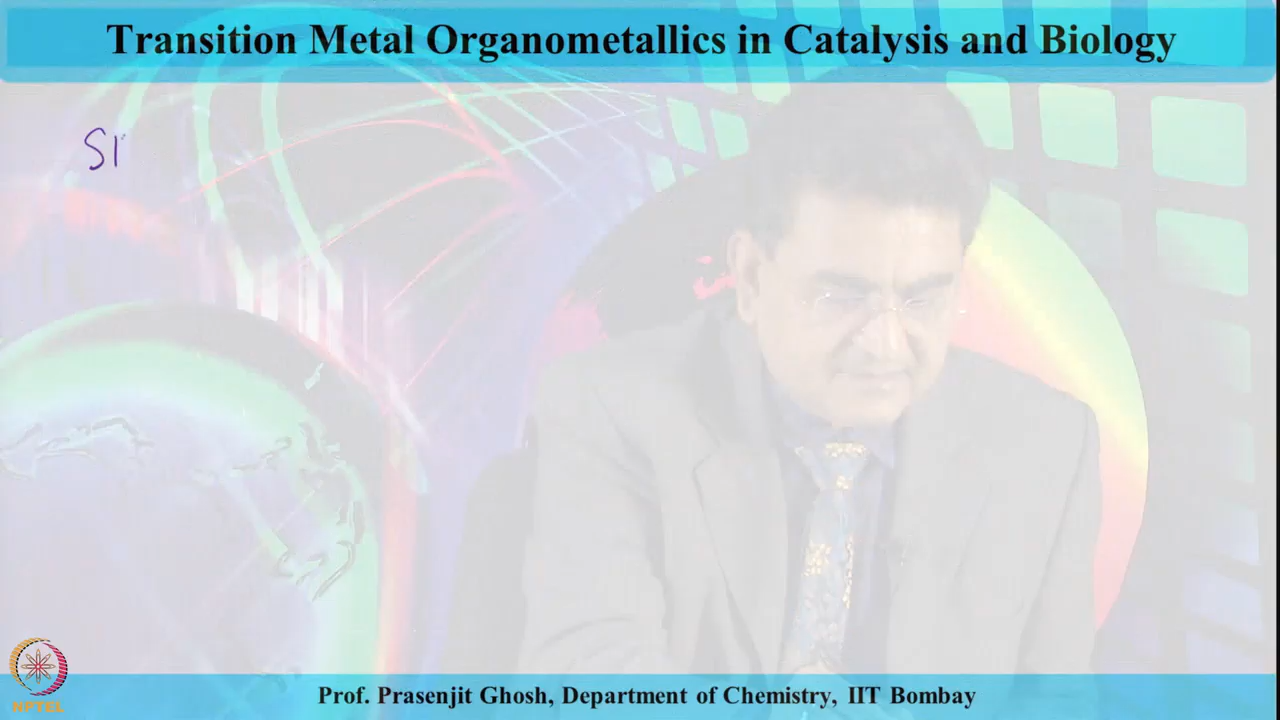 Transition Metal Organometallics in Catalysis and Biology
SI
Prof. Prasenjit Ghosh, Department of Chemistry, IIT Bombay
NPTEL